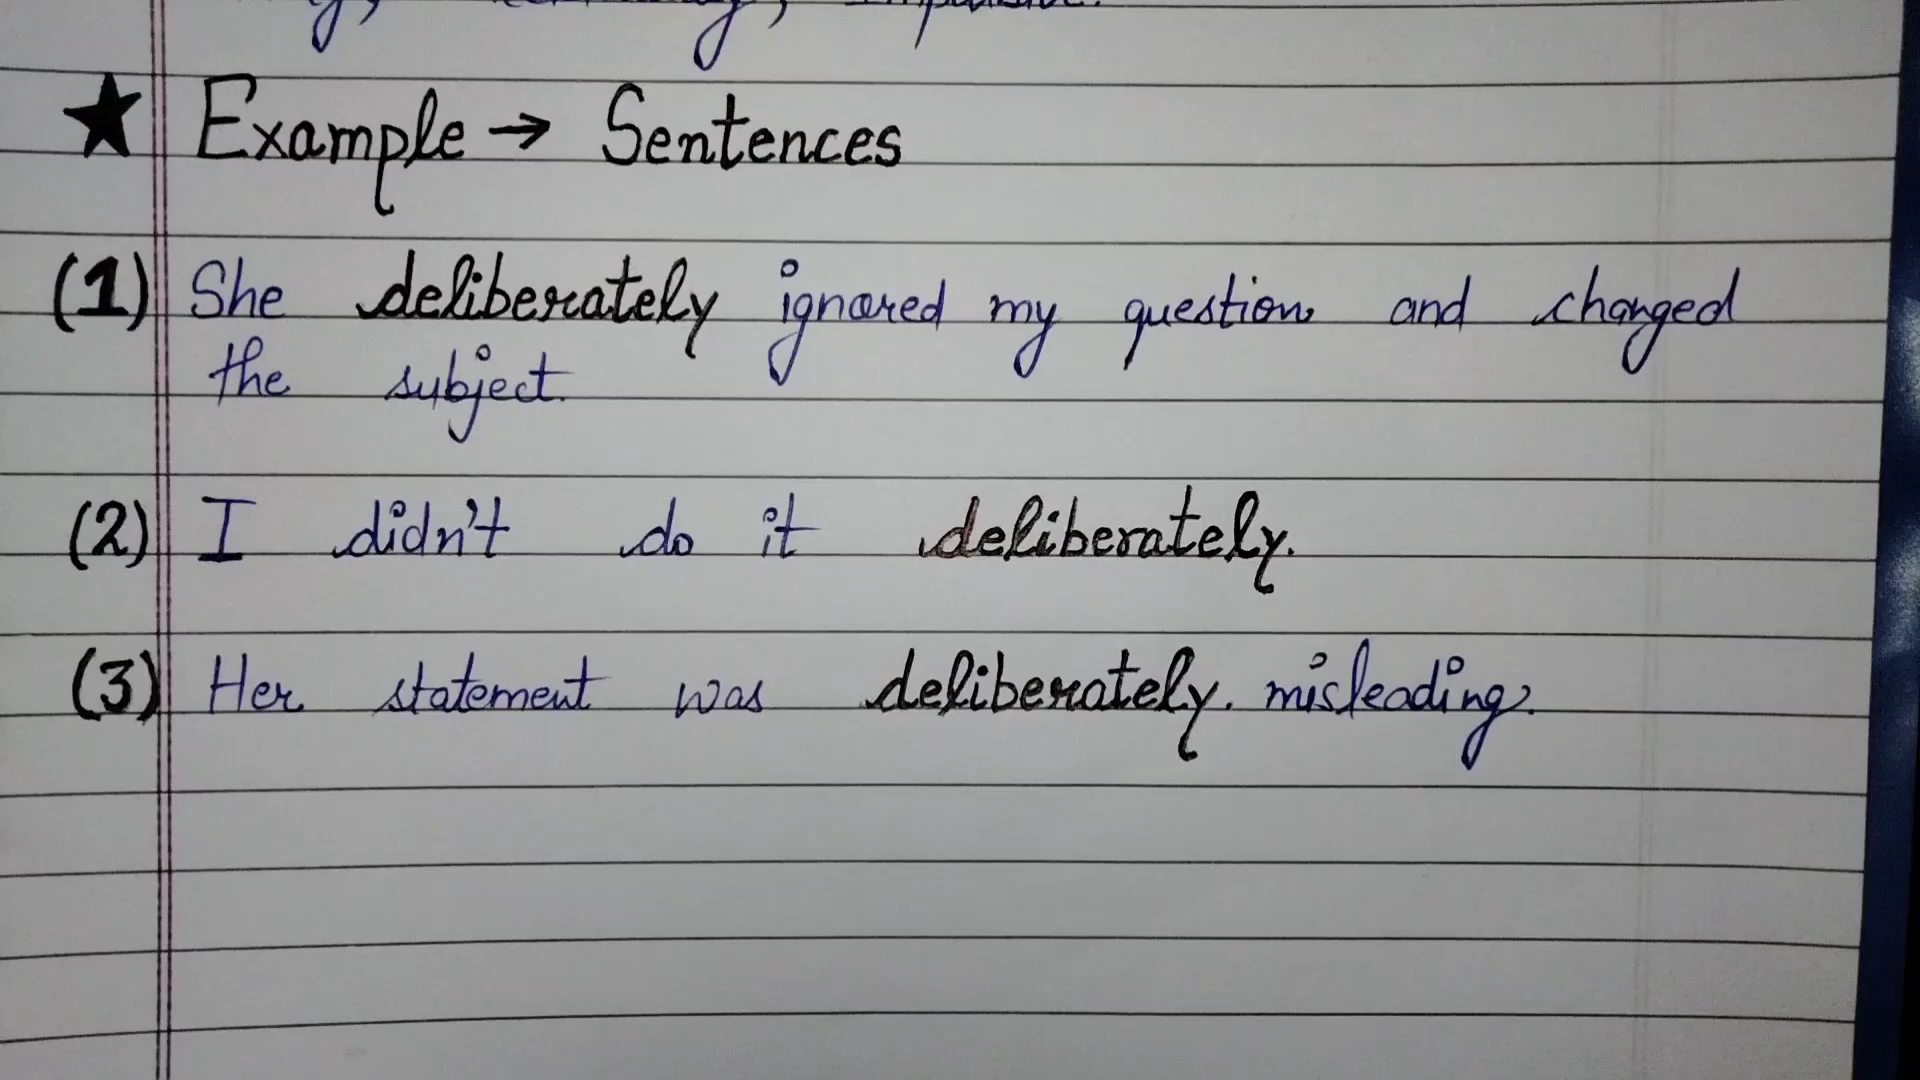 ★ Example → Sentences
(1) She deliberately ignored my question and changed
the subject.
(2) I didn't do it deliberately.
(3) Her statement was deliberately. misleading.